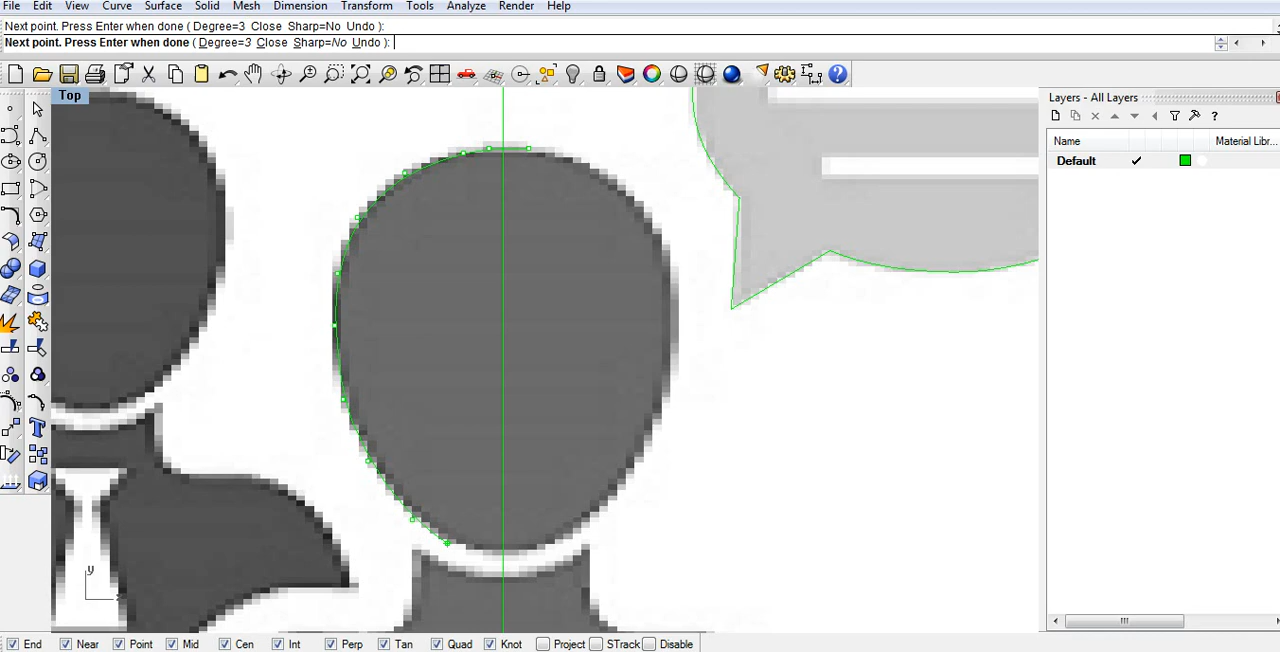 File Edit View Curve Surface Solid Mesh Dimension Transform Tools Analyze Render Help
Next point. Press Enter when done ( Degree=3 Close Sharp=No Undo ):
Next point. Press Enter when done ( Degree=3 Close Sharp=No Undo ):
Top
Layers - All Layers
Name Material Libr...
Default
y
End Near Point Mid Cen Int Perp Tan Quad Knot Project STrack Disable